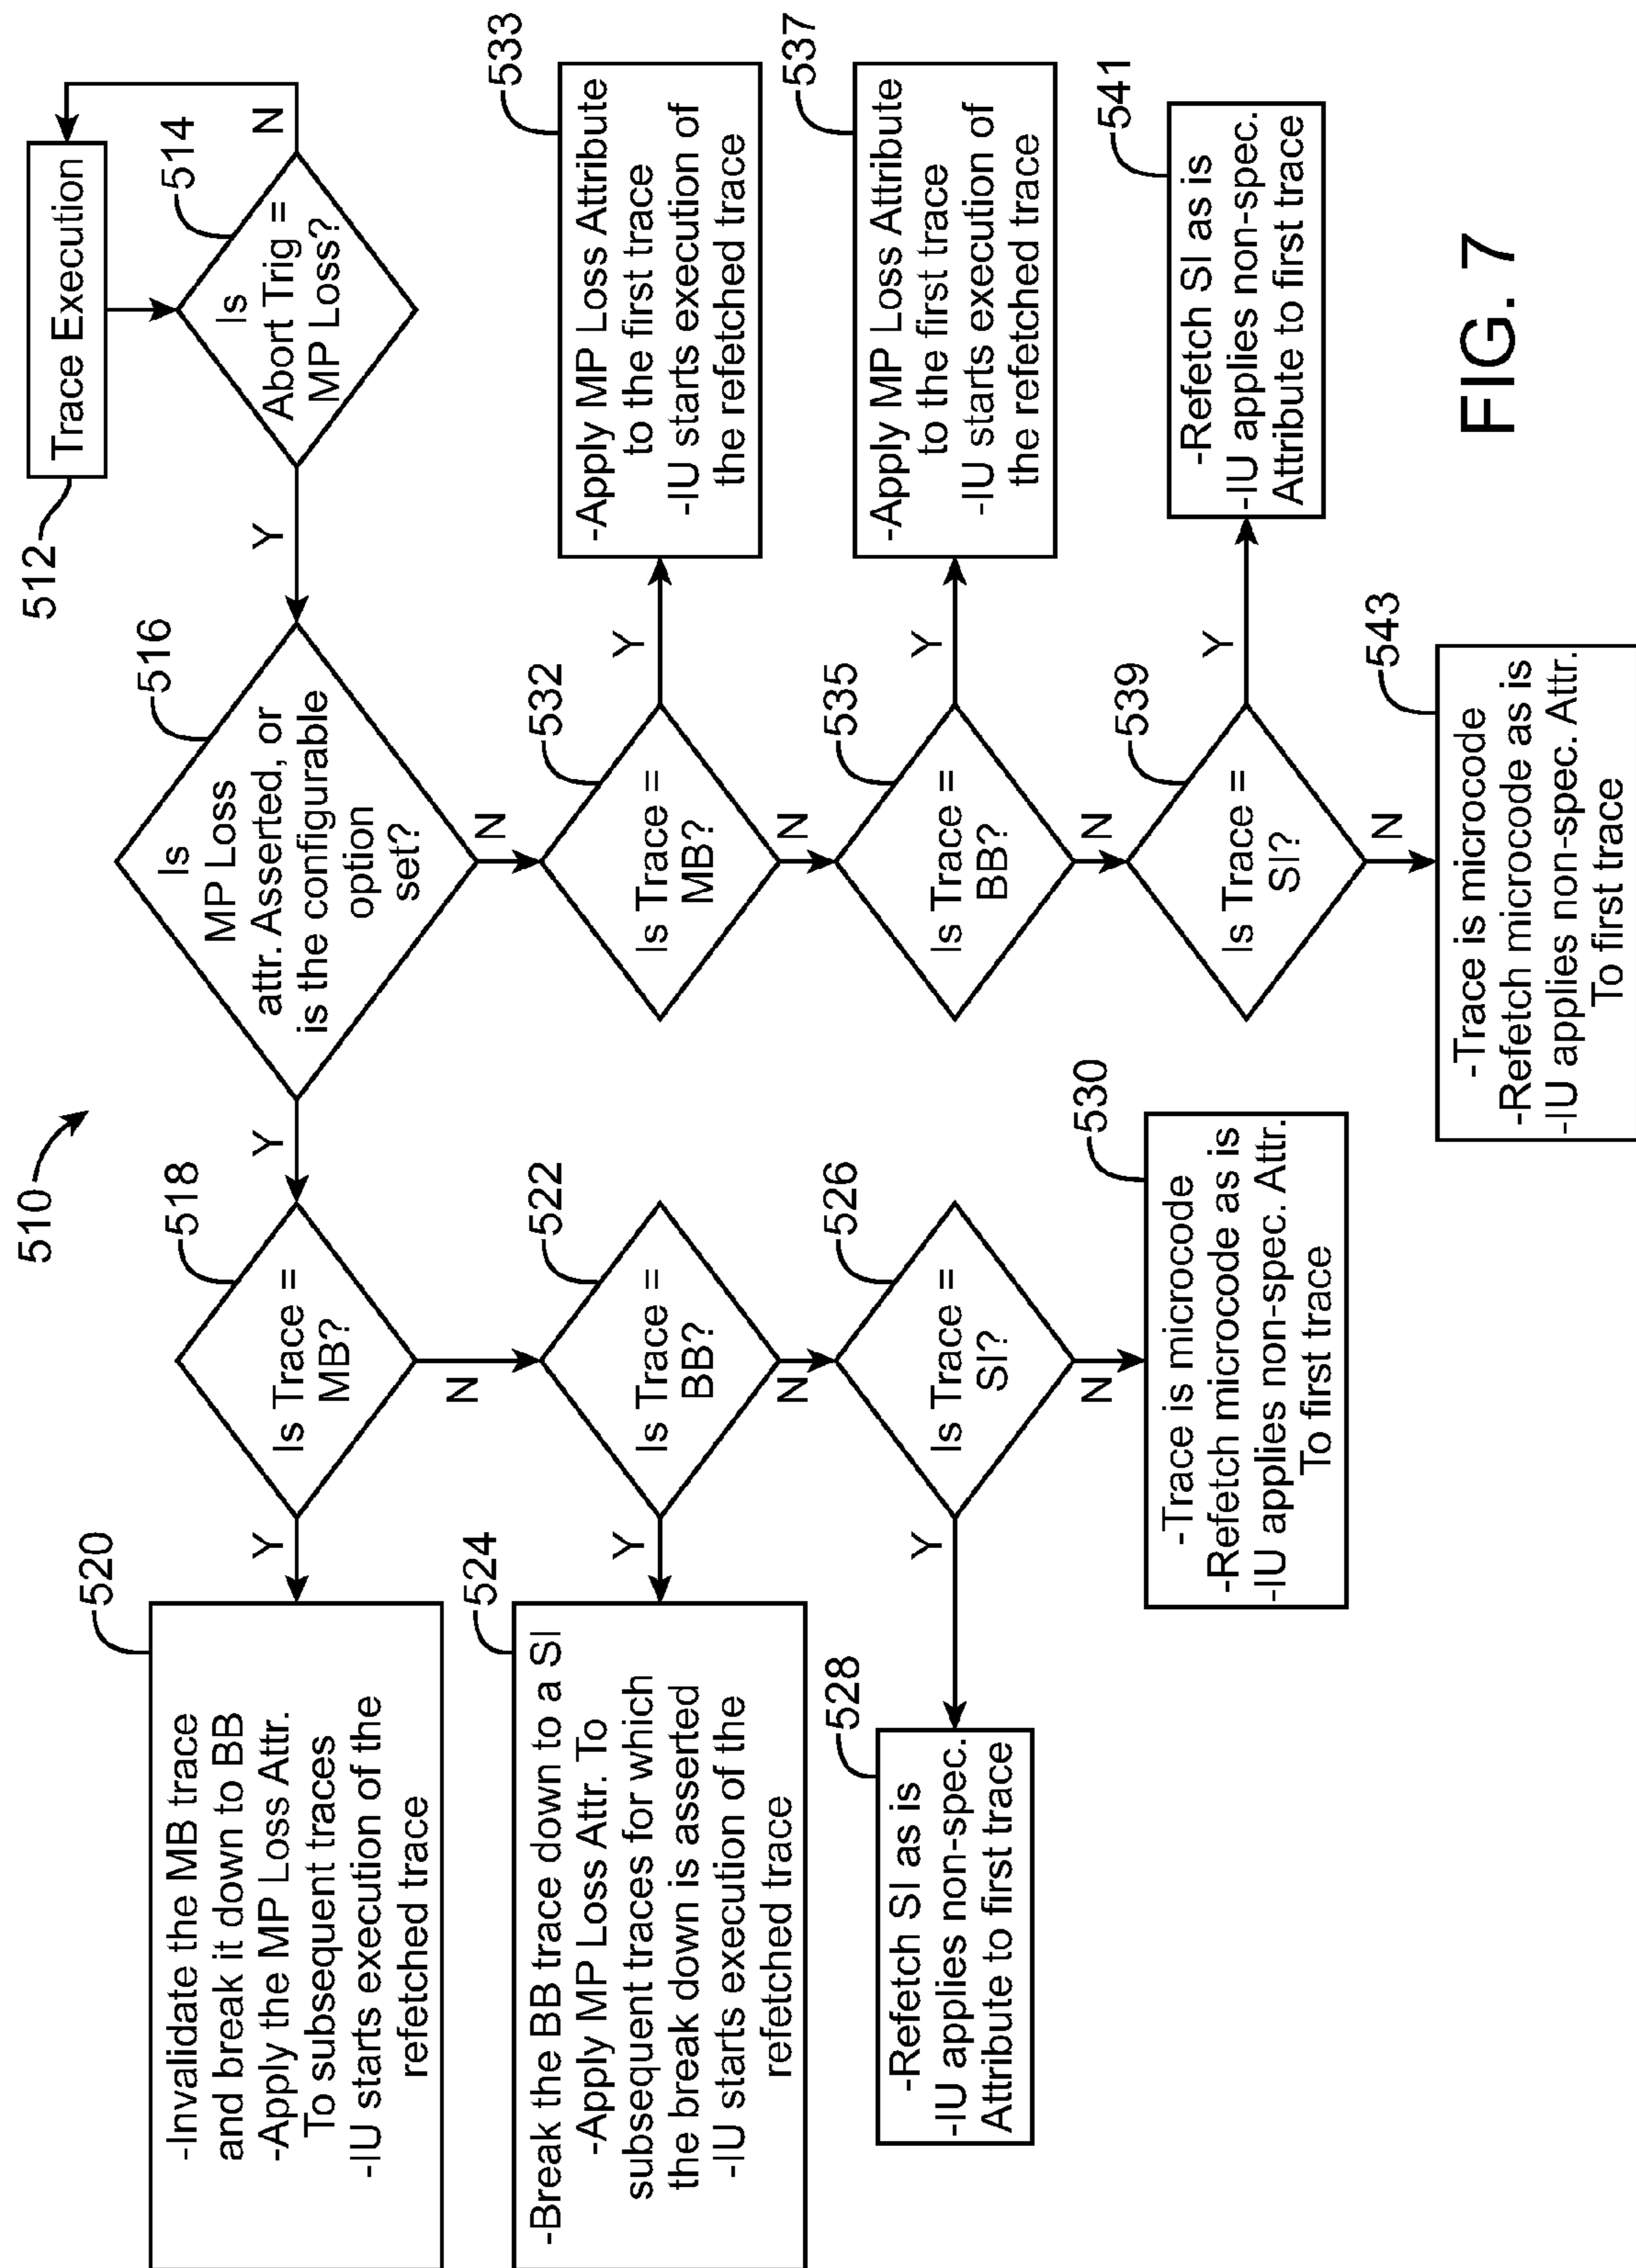 510
512
Trace Execution
514
Is
Abort Trig =
MP Loss?
N
Y
516
Is
MP Loss
attr. Asserted, or
is the configurable
option
set?
Y
N
518
Is Trace =
MB?
Y
N
520
-Invalidate the MB trace
and break it down to BB
-Apply the MP Loss Attr.
To subsequent traces
-IU starts execution of the
refetched trace
522
Is Trace =
BB?
Y
N
524
-Break the BB trace down to a SI
-Apply MP Loss Attr. To
subsequent traces for which
the break down is asserted
-IU starts execution of the
refetched trace
526
Is Trace =
SI?
Y
N
528
-Refetch SI as is
-IU applies non-spec.
Attribute to first trace
530
-Trace is microcode
-Refetch microcode as is
-IU applies non-spec. Attr.
To first trace
532
Is Trace =
MB?
Y
N
533
-Apply MP Loss Attribute
to the first trace
-IU starts execution of
the refetched trace
535
Is Trace =
BB?
Y
N
537
-Apply MP Loss Attribute
to the first trace
-IU starts execution of
the refetched trace
539
Is Trace =
SI?
Y
N
541
-Refetch SI as is
-IU applies non-spec.
Attribute to first trace
543
-Trace is microcode
-Refetch microcode as is
-IU applies non-spec. Attr.
To first trace
FIG. 7